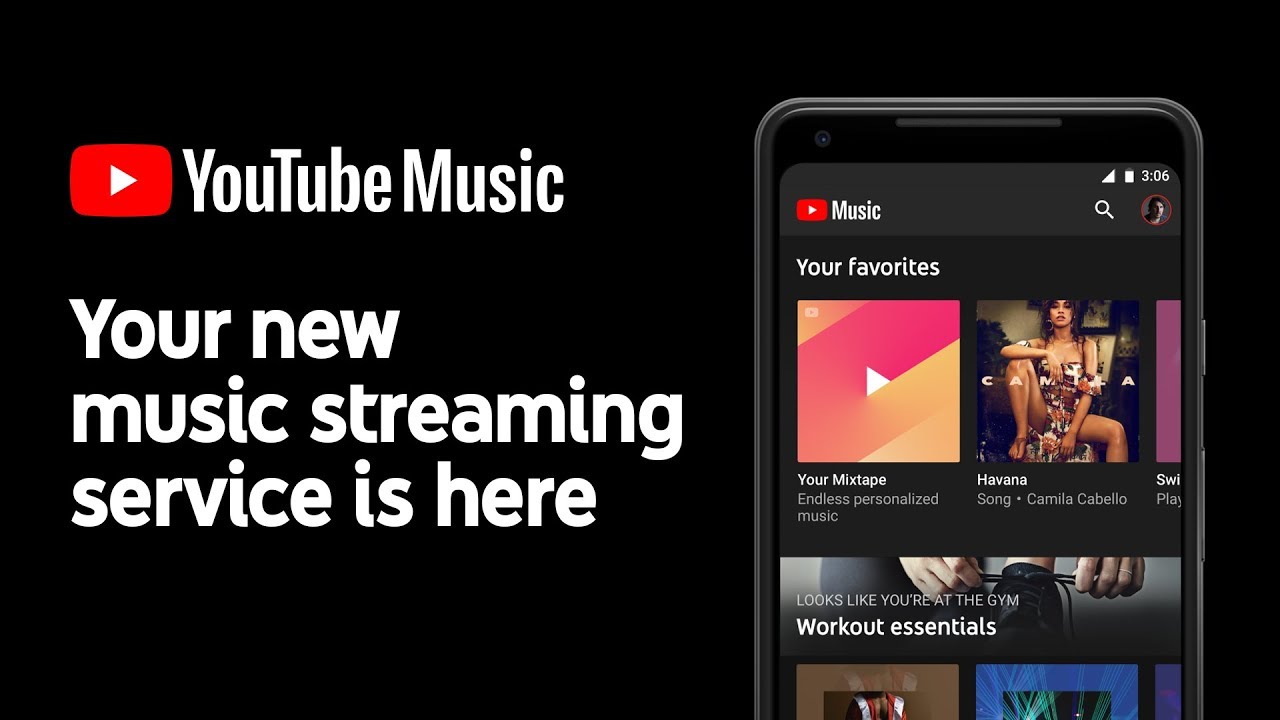 YouTube Music
Your new
music streaming
service is here
3:06
Music
Your favorites
CAMILA
Your Mixtape
Endless personalized
music
Havana
Song • Camila Cabello
Swi
Play
LOOKS LIKE YOU'RE AT THE GYM
Workout essentials